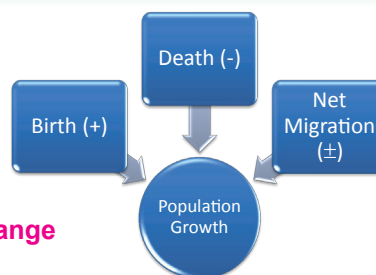 Death (-)
Birth (+)
Net
Migration
(±)
Population
Growth
ange